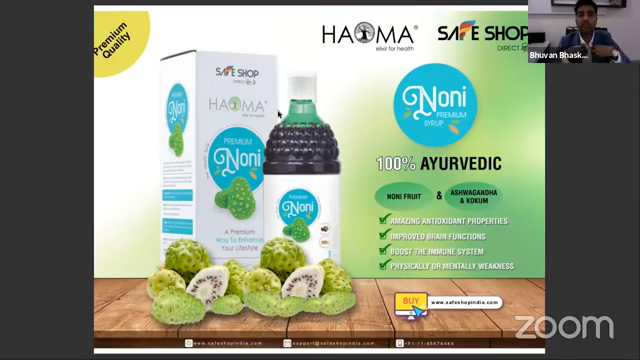 Premium
Quality
HAOMA
elixir for health
SAFE SHOP
DIRECT
Bhuvan Bhask...
SAFE SHOP
HAOMA
Noni
PREMIUM
SYRUP
100% AYURVEDIC
NONI FRUIT
&
ASHWAGANDHA
& KOKUM
AMAZING ANTIOXIDANT PROPERTIES
IMPROVED BRAIN FUNCTIONS
BOOST THE IMMUNE SYSTEM
PHYSICALLY OR MENTALLY WEAKNESS
PREMIUM
Noni
A Premium
Way To Enhance
Your Lifestyle
Noni
Noni
BUY
www.safeshopindia.com
www.safeshopindia.com
support@safeshopindia.com
zoom